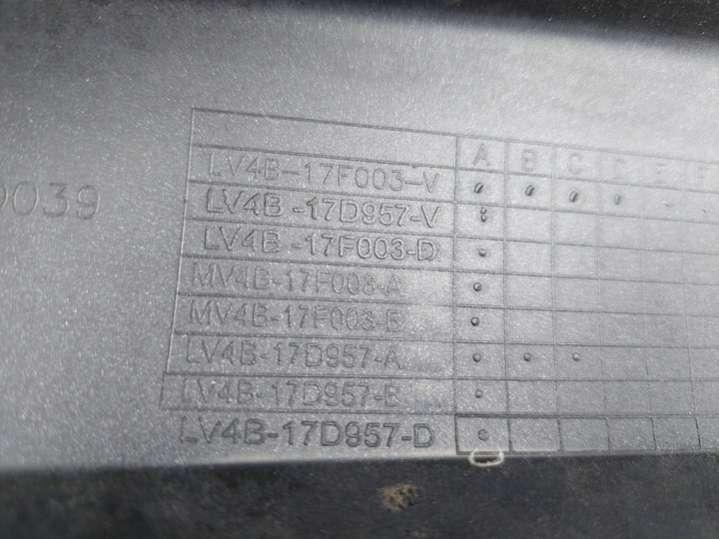 A B C D E F
LV4B-17F003-V
LV4B-17D957-V
LV4B-17F003-D
MV4B-17F003-A
MV4B-17F003-B
LV4B-17D957-A
LV4B-17D957-B
LV4B-17D957-D
0039